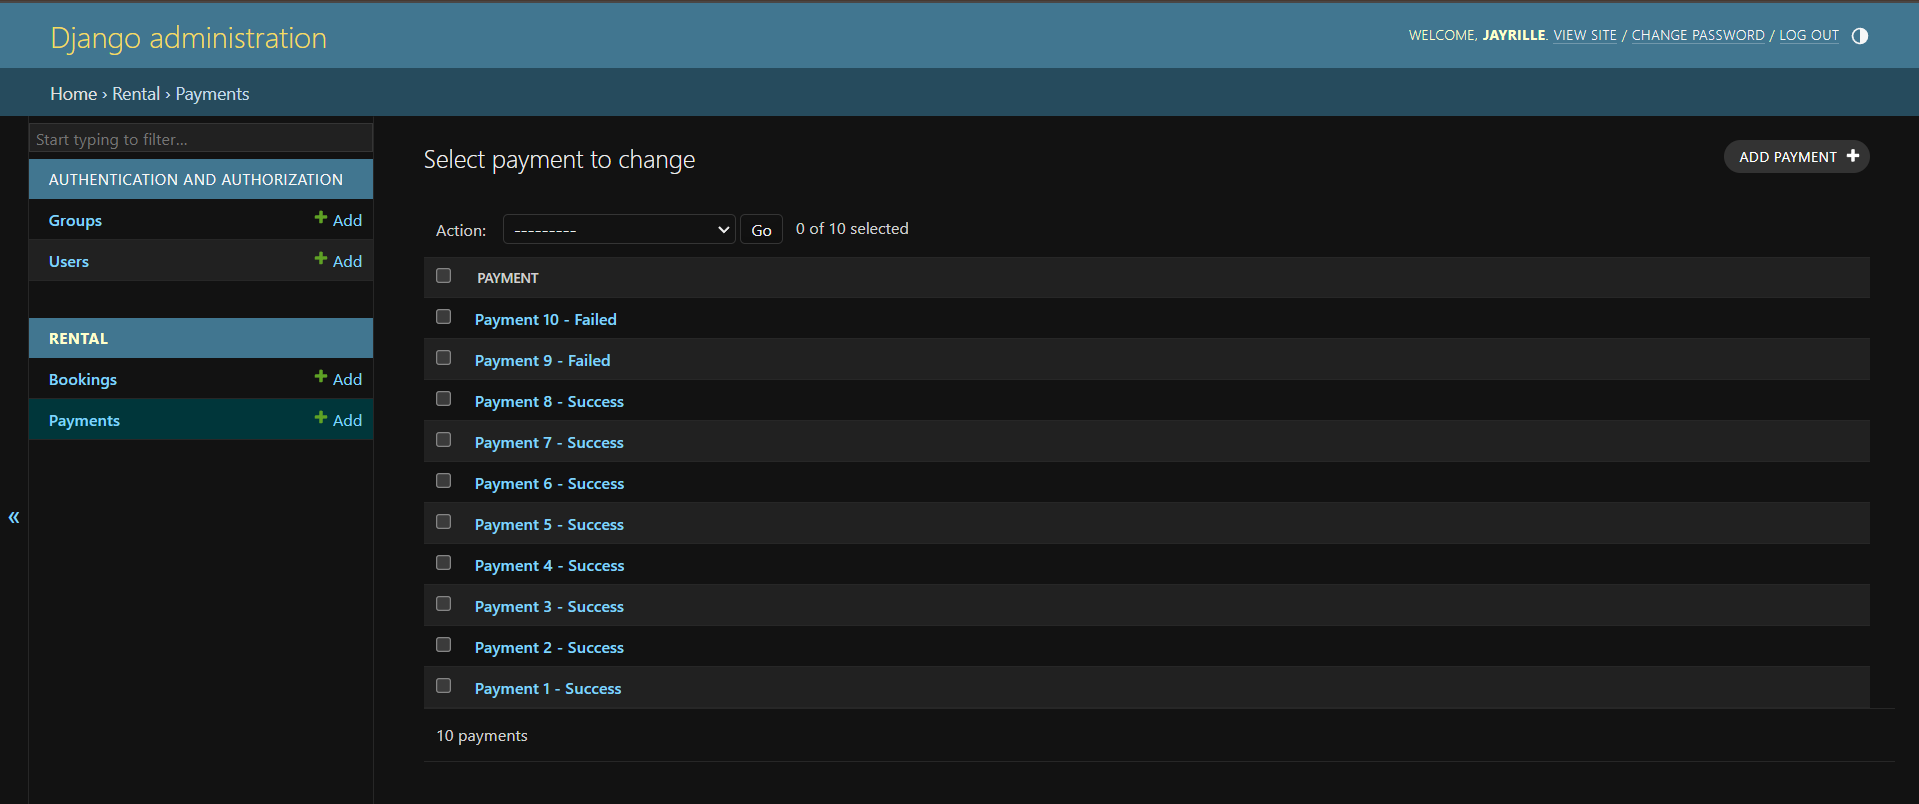 Django administration
WELCOME, JAYRILLE. VIEW SITE / CHANGE PASSWORD / LOG OUT
Home › Rental › Payments
Start typing to filter...
AUTHENTICATION AND AUTHORIZATION
Groups Add
Users Add
RENTAL
Bookings Add
Payments Add
«
Select payment to change
ADD PAYMENT
Action: --------- Go 0 of 10 selected
PAYMENT
Payment 10 - Failed
Payment 9 - Failed
Payment 8 - Success
Payment 7 - Success
Payment 6 - Success
Payment 5 - Success
Payment 4 - Success
Payment 3 - Success
Payment 2 - Success
Payment 1 - Success
10 payments